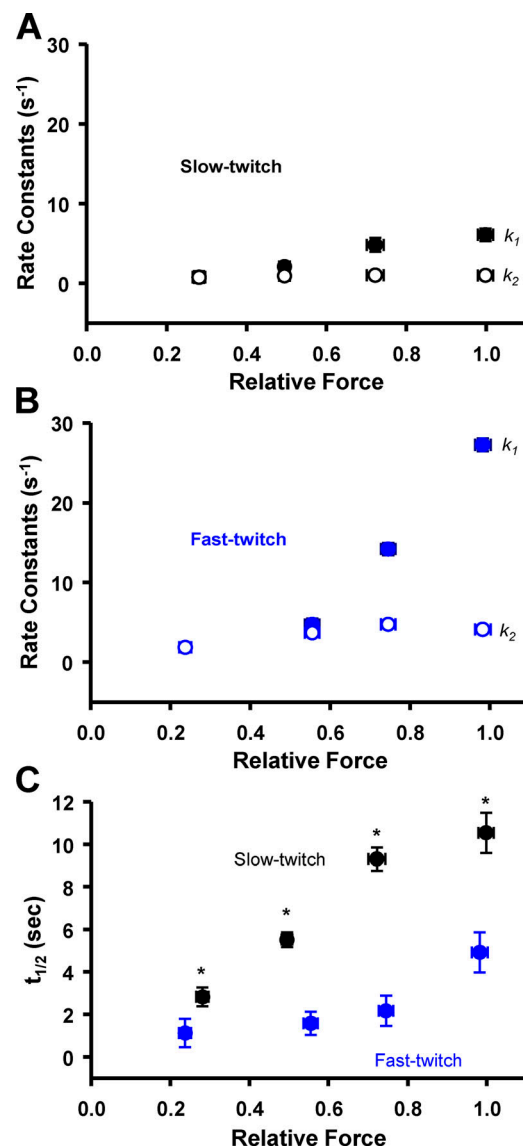 A
30
20
10
0
Rate Constants (s⁻¹)
Slow-twitch
k₁
k₂
0.0 0.2 0.4 0.6 0.8 1.0
Relative Force
B
30
20
10
0
Rate Constants (s⁻¹)
Fast-twitch
k₁
k₂
0.0 0.2 0.4 0.6 0.8 1.0
Relative Force
C
12
10
8
6
4
2
0
t₁/₂ (sec)
Slow-twitch
* * * *
Fast-twitch
0.0 0.2 0.4 0.6 0.8 1.0
Relative Force